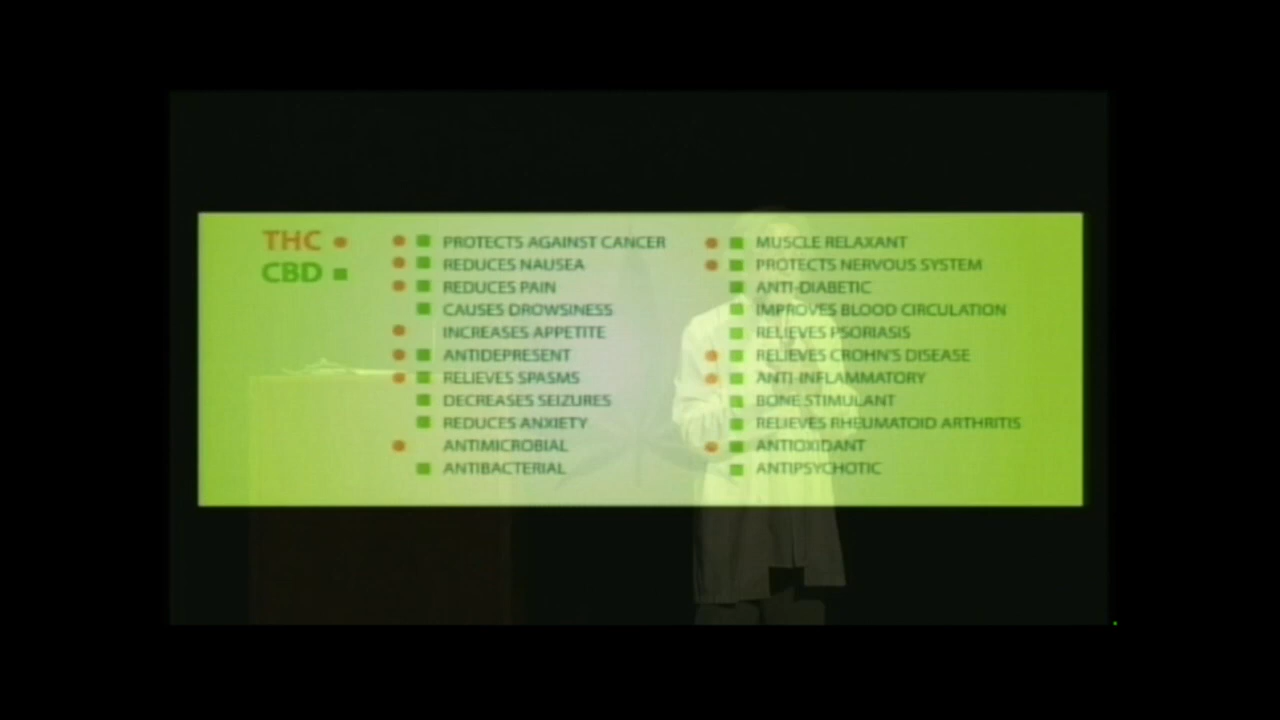 THC
CBD
PROTECTS AGAINST CANCER
REDUCES NAUSEA
REDUCES PAIN
CAUSES DROWSINESS
INCREASES APPETITE
ANTIDEPRESENT
RELIEVES SPASMS
DECREASES SEIZURES
REDUCES ANXIETY
ANTIMICROBIAL
ANTIBACTERIAL
MUSCLE RELAXANT
PROTECTS NERVOUS SYSTEM
ANTI-DIABETIC
IMPROVES BLOOD CIRCULATION
RELIEVES PSORIASIS
RELIEVES CROHN'S DISEASE
ANTI-INFLAMMATORY
BONE STIMULANT
RELIEVES RHEUMATOID ARTHRITIS
ANTIOXIDANT
ANTIPSYCHOTIC